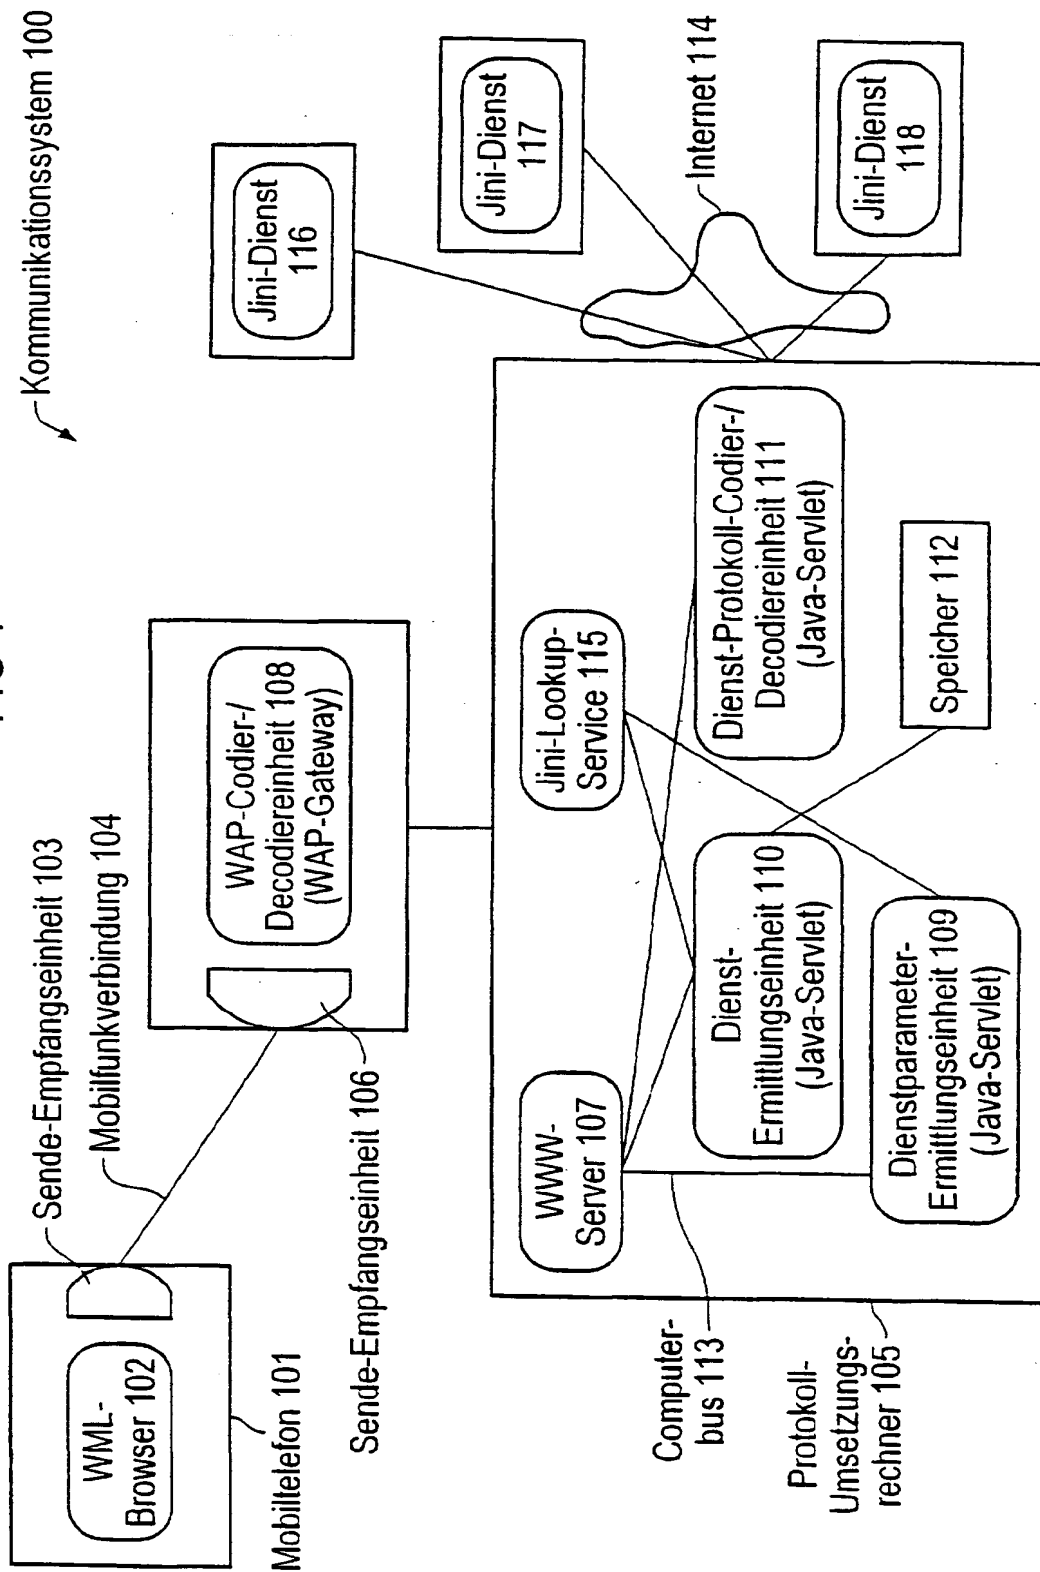 Kommunikationssystem 100
WML-
Browser 102
Mobiltelefon 101
Sende-Empfangseinheit 103
Mobilfunkverbindung 104
Sende-Empfangseinheit 106
WAP-Codier-/
Decodiereinheit 108
(WAP-Gateway)
Jini-Dienst
116
Jini-Dienst
117
Internet 114
Jini-Dienst
118
Computer-
bus 113
Protokoll-
Umsetzungs-
rechner 105
WWW-
Server 107
Jini-Lookup-
Service 115
Dienst-
Ermittlungseinheit 110
(Java-Servlet)
Dienst-Protokoll-Codier-/
Decodiereinheit 111
(Java-Servlet)
Dienstparameter-
Ermittlungseinheit 109
(Java-Servlet)
Speicher 112